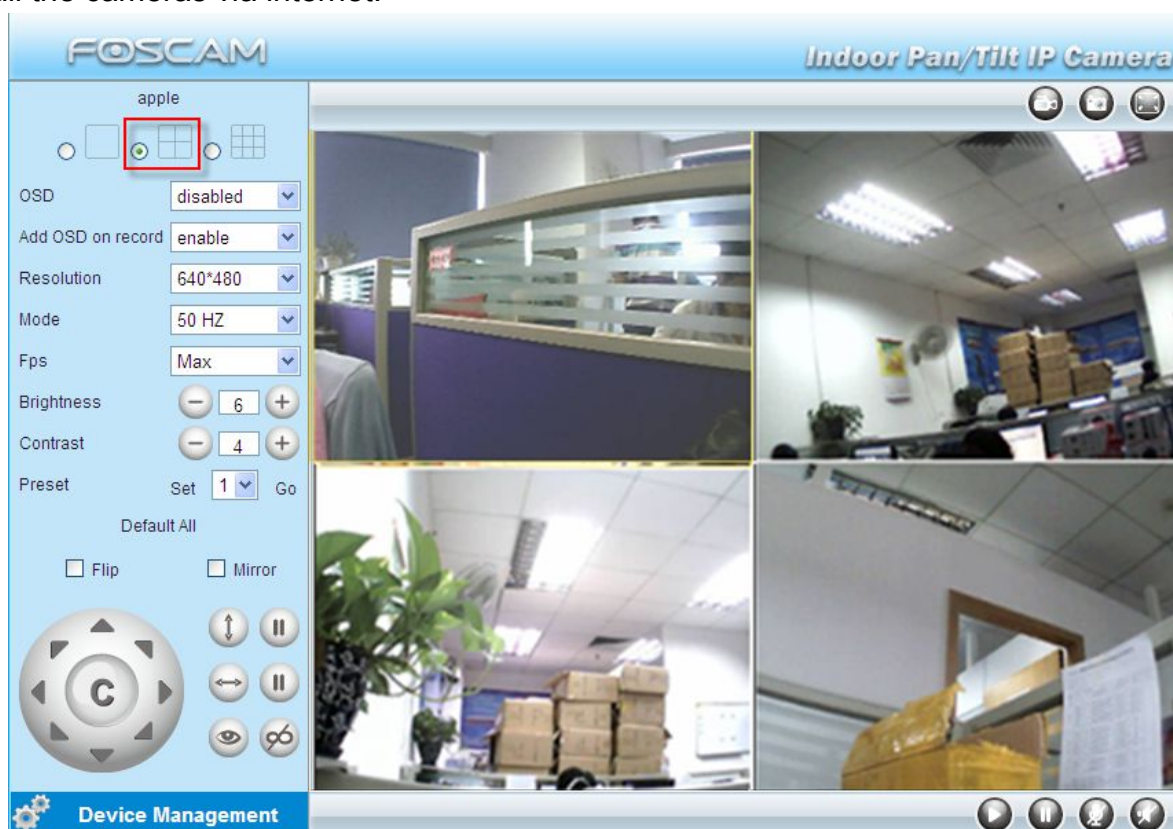 all the cameras via internet.
FOSCAM
Indoor Pan/Tilt IP Camera
apple
OSD disabled
Add OSD on record enable
Resolution 640*480
Mode 50 HZ
Fps Max
Brightness 6
Contrast 4
Preset Set 1 Go
Default All
Flip Mirror
C
Device Management